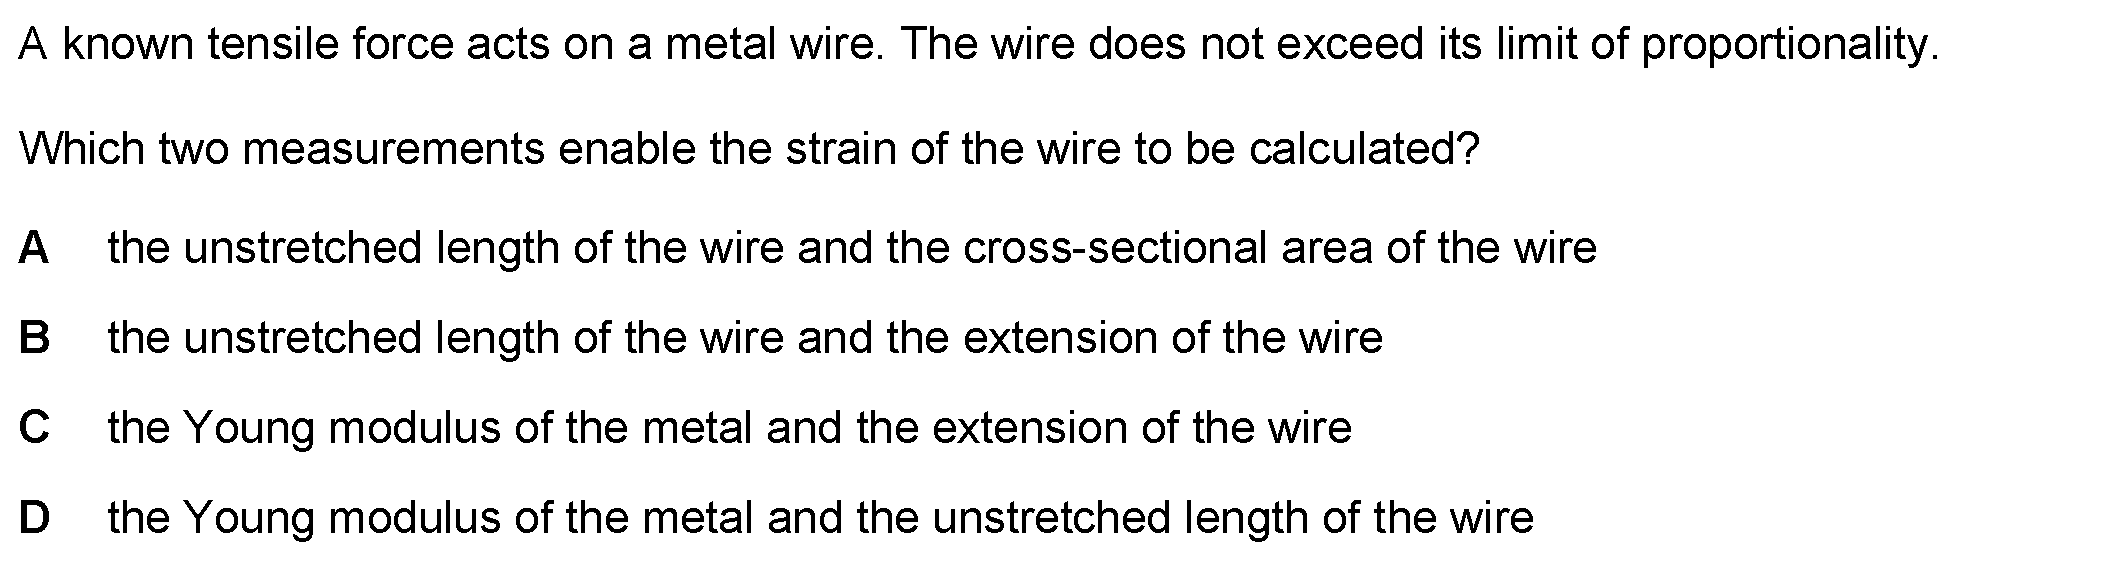 A known tensile force acts on a metal wire. The wire does not exceed its limit of proportionality.
Which two measurements enable the strain of the wire to be calculated?
A the unstretched length of the wire and the cross-sectional area of the wire
B the unstretched length of the wire and the extension of the wire
C the Young modulus of the metal and the extension of the wire
D the Young modulus of the metal and the unstretched length of the wire